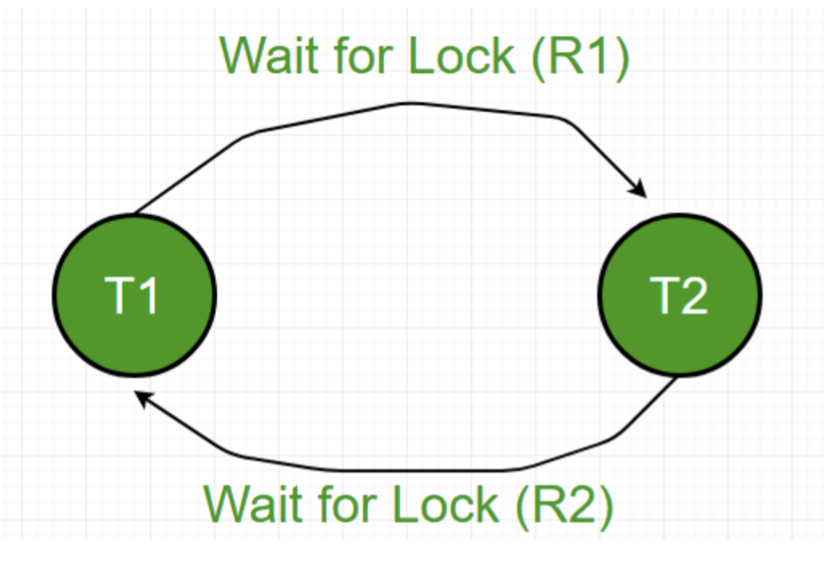 Wait for Lock (R1)
T1
T2
Wait for Lock (R2)